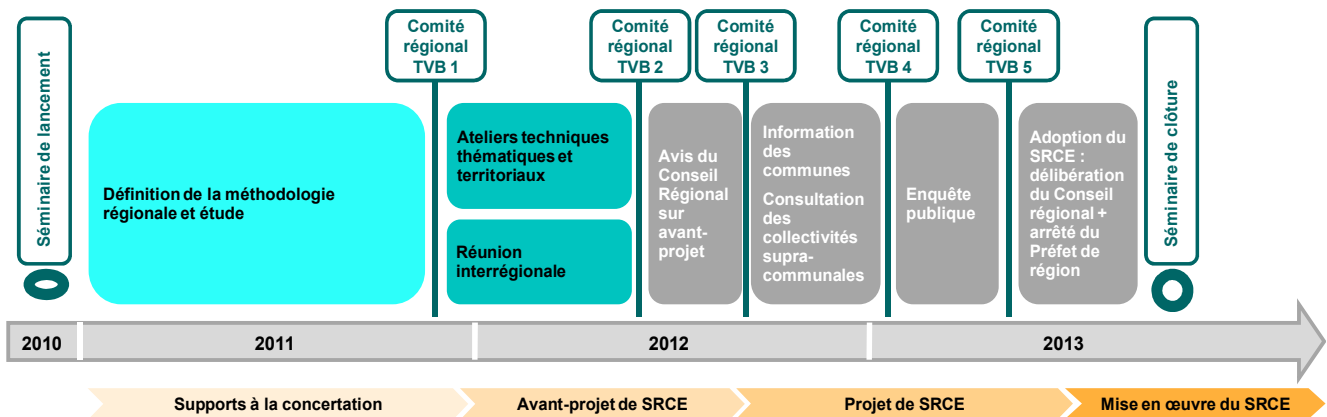 Séminaire de lancement
Comité
régional
TVB 1
Comité
régional
TVB 2
Comité
régional
TVB 3
Comité
régional
TVB 4
Comité
régional
TVB 5
Séminaire de clôture
Définition de la méthodologie
régionale et étude
Ateliers techniques
thématiques et
territoriaux
Réunion
interrégionale
Avis du
Conseil
Régional
sur
avant-
projet
Information
des
communes
Consultation
des
collectivités
supra-
communales
Enquête
publique
Adoption du
SRCE :
délibération
du Conseil
régional +
arrêté du
Préfet de
région
2010
2011
2012
2013
Supports à la concertation
Avant-projet de SRCE
Projet de SRCE
Mise en œuvre du SRCE